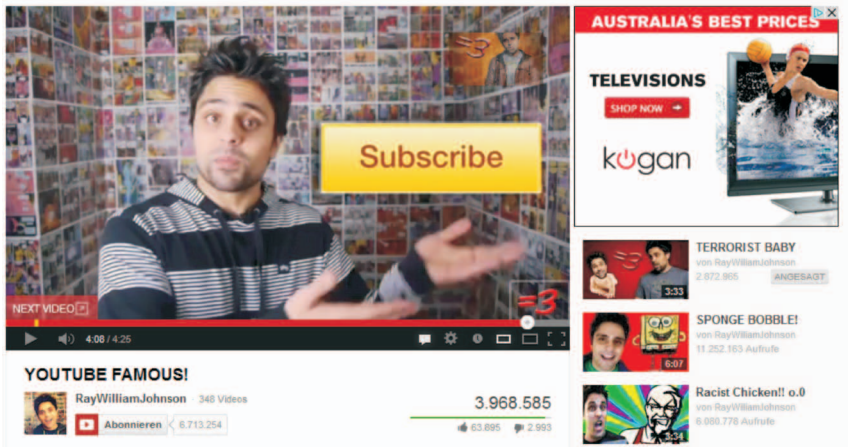 Subscribe
NEXT VIDEO
=3
4:08 / 4:25
YOUTUBE FAMOUS!
RayWilliamJohnson · 348 Videos
Abonnieren 6.713.254
3.968.585
63.895 2.993
AUSTRALIA'S BEST PRICES
TELEVISIONS
SHOP NOW
kogan
TERRORIST BABY
von RayWilliamJohnson
2.872.965 ANGESAGT
3:33
SPONGE BOBBLE!
von RayWilliamJohnson
11.252.163 Aufrufe
6:07
Racist Chicken!! o.0
von RayWilliamJohnson
6.080.778 Aufrufe
3:34